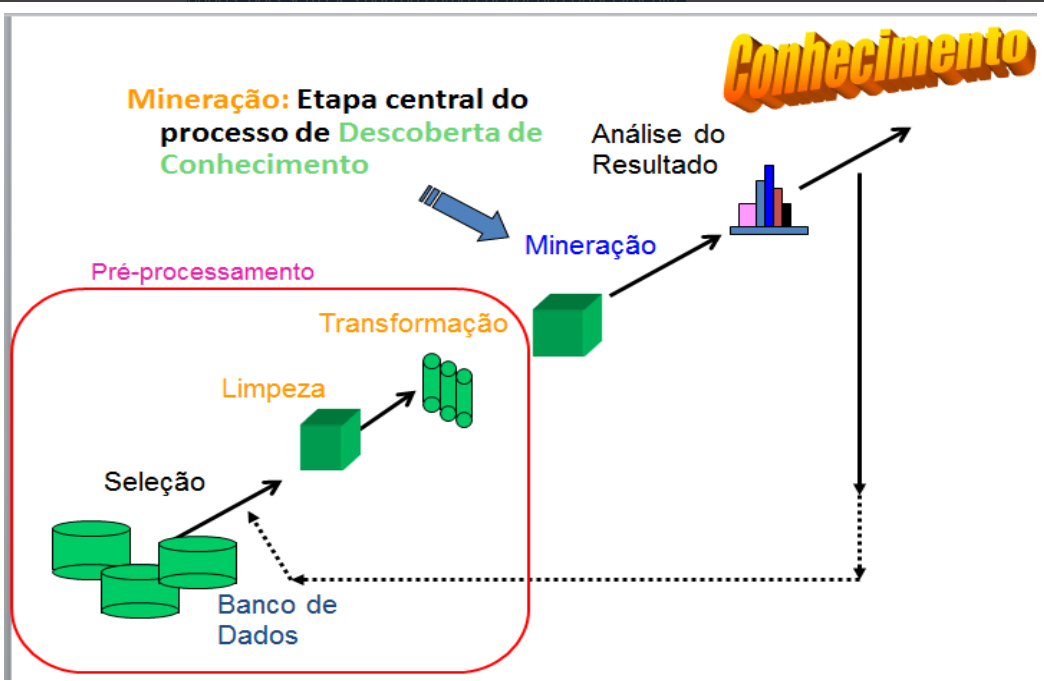 Conhecimento
Mineração: Etapa central do
processo de Descoberta de
Conhecimento
Análise do
Resultado
Mineração
Pré-processamento
Transformação
Limpeza
Seleção
Banco de
Dados